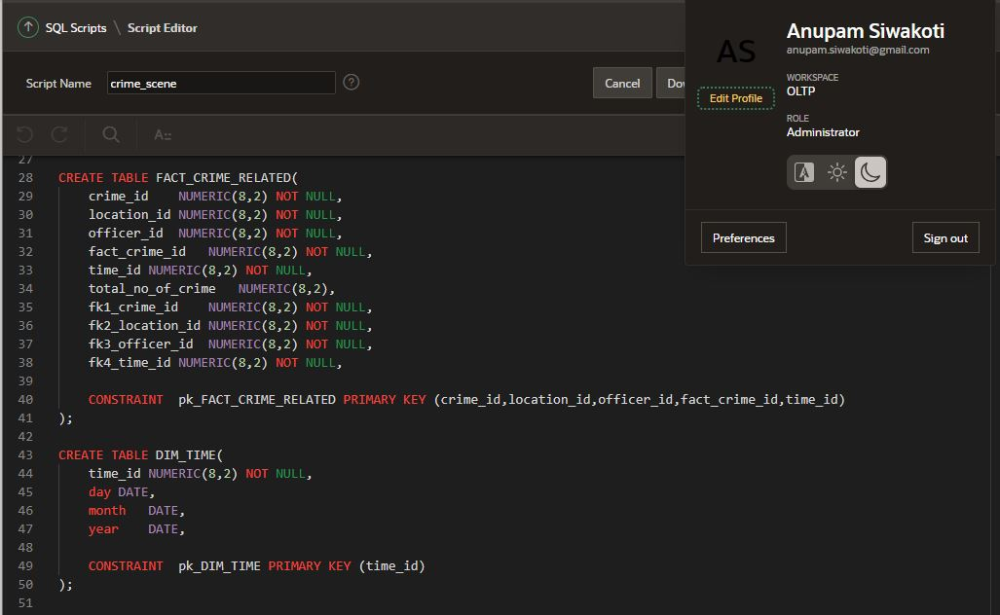 SQL Scripts \ Script Editor
Script Name crime_scene ?
Cancel Dow
A::
AS
Anupam Siwakoti
anupam.siwakoti@gmail.com
Edit Profile
WORKSPACE
OLTP
ROLE
Administrator
A
Preferences Sign out
27
28 CREATE TABLE FACT_CRIME_RELATED(
29 crime_id NUMERIC(8,2) NOT NULL,
30 location_id NUMERIC(8,2) NOT NULL,
31 officer_id NUMERIC(8,2) NOT NULL,
32 fact_crime_id NUMERIC(8,2) NOT NULL,
33 time_id NUMERIC(8,2) NOT NULL,
34 total_no_of_crime NUMERIC(8,2),
35 fk1_crime_id NUMERIC(8,2) NOT NULL,
36 fk2_location_id NUMERIC(8,2) NOT NULL,
37 fk3_officer_id NUMERIC(8,2) NOT NULL,
38 fk4_time_id NUMERIC(8,2) NOT NULL,
39
40 CONSTRAINT pk_FACT_CRIME_RELATED PRIMARY KEY (crime_id,location_id,officer_id,fact_crime_id,time_id)
41 );
42
43 CREATE TABLE DIM_TIME(
44 time_id NUMERIC(8,2) NOT NULL,
45 day DATE,
46 month DATE,
47 year DATE,
48
49 CONSTRAINT pk_DIM_TIME PRIMARY KEY (time_id)
50 );
51